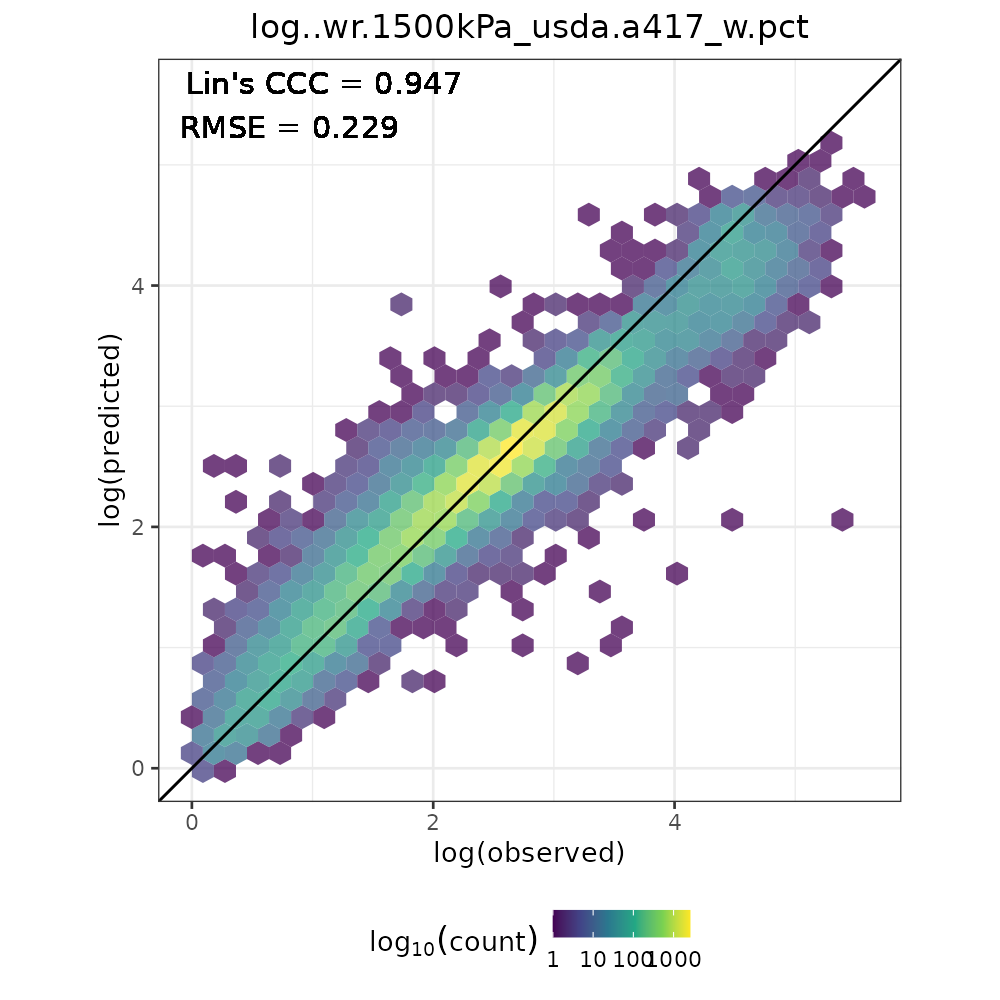 log..wr.1500kPa_usda.a417_w.pct
Lin's CCC = 0.947
RMSE = 0.229
log(predicted)
4
2
0
0 2 4
log(observed)
log₁₀(count)
1 10 100 1000